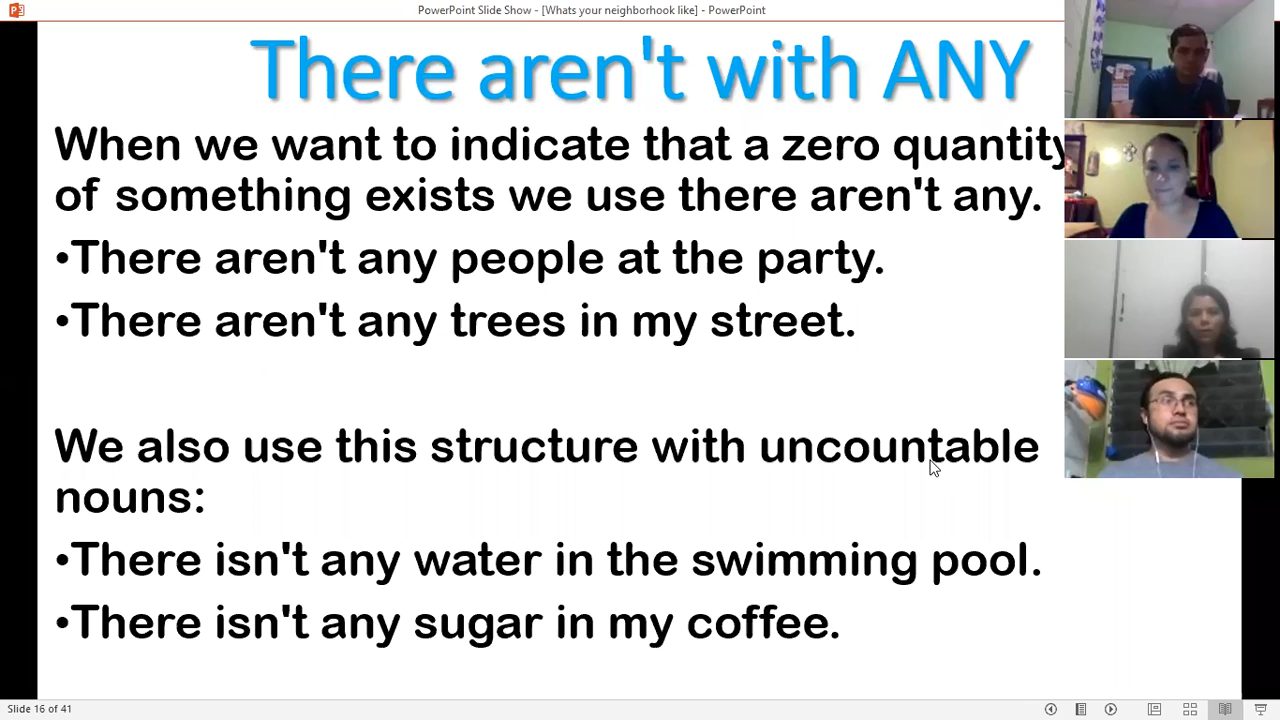 PowerPoint Slide Show - [Whats your neighborhook like] - PowerPoint
There aren't with ANY
When we want to indicate that a zero quantity
of something exists we use there aren't any.
•There aren't any people at the party.
•There aren't any trees in my street.
We also use this structure with uncountable
nouns:
•There isn't any water in the swimming pool.
•There isn't any sugar in my coffee.
Slide 16 of 41